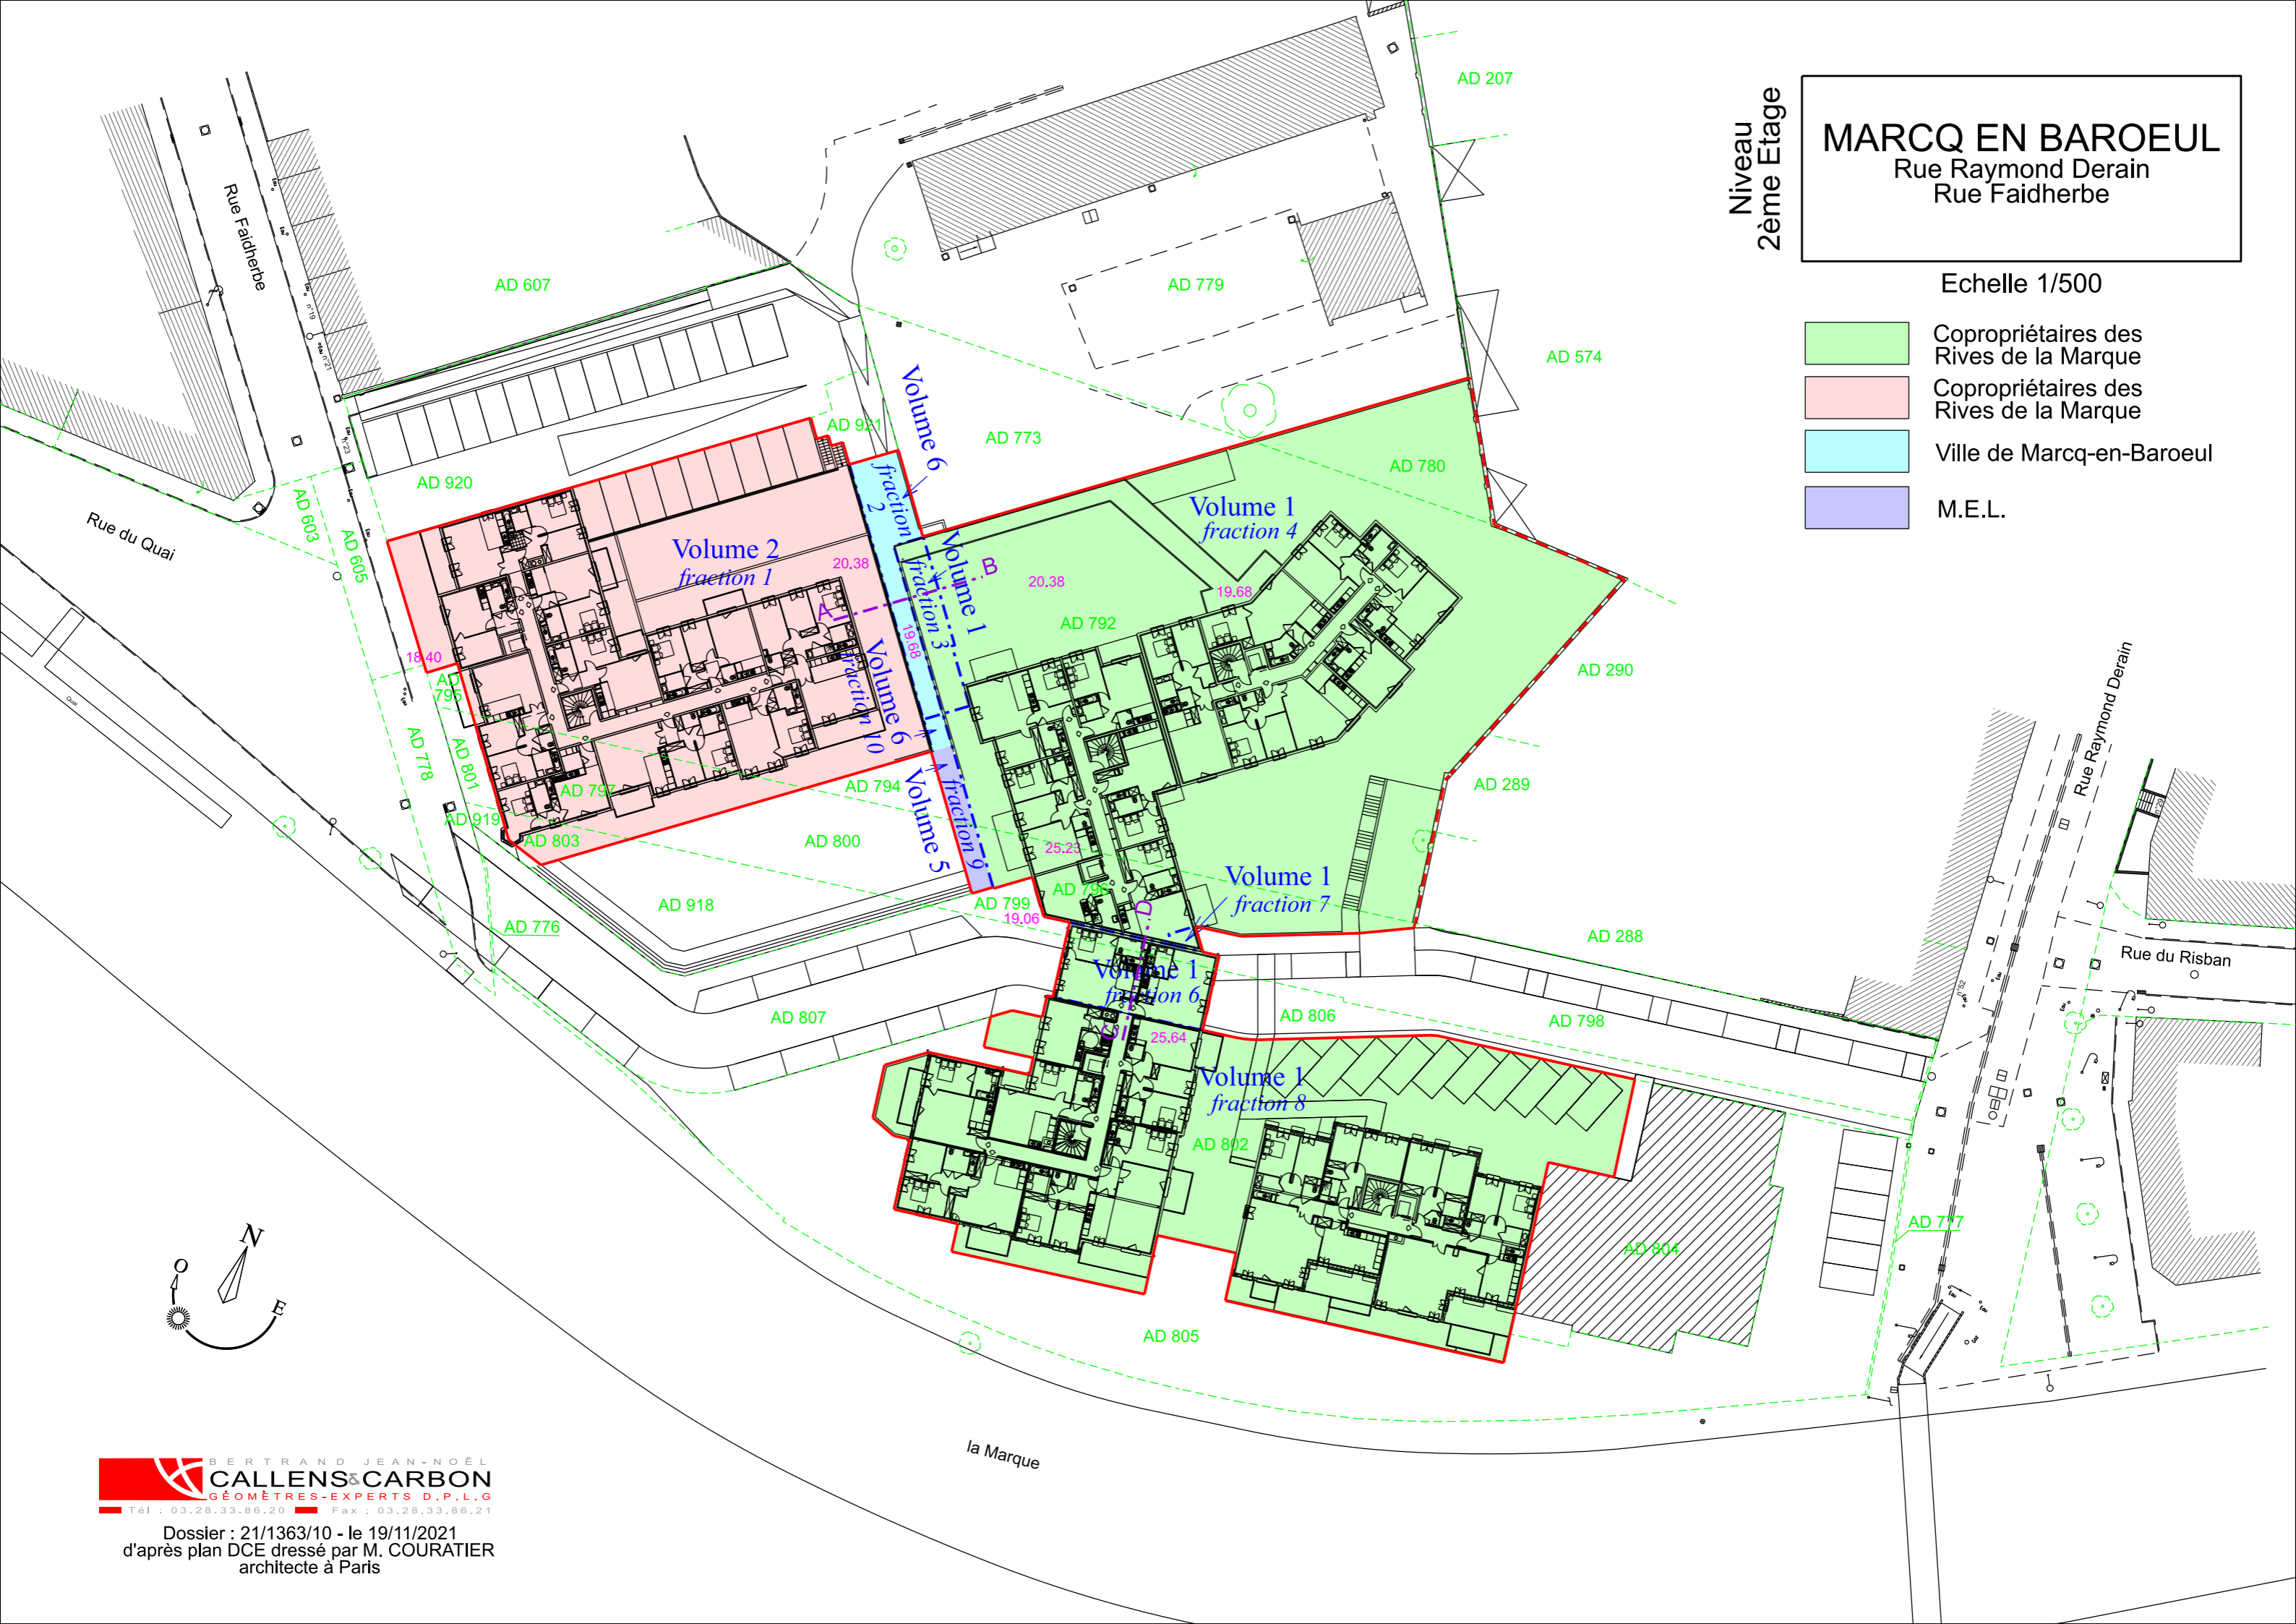 Niveau
2ème Etage
MARCQ EN BAROEUL
Rue Raymond Derain
Rue Faidherbe
Echelle 1/500
Copropriétaires des
Rives de la Marque
Copropriétaires des
Rives de la Marque
Ville de Marcq-en-Baroeul
M.E.L.
AD 207
AD 607
AD 779
AD 574
Rue Faidherbe
n°19
n°21
n°23
AD 921
AD 773
AD 780
AD 920
AD 603
AD 605
Rue du Quai
Quai
Volume 6
fraction 2
Volume 2
fraction 1
20.38
Volume 1
fraction 3
Volume 1
fraction 4
A
B
20.38
19.68
AD 792
19.68
18.40
AD 795
Volume 6
fraction 10
AD 290
Rue Raymond Derain
AD 778
AD 801
AD 797
AD 794
AD 289
AD 919
AD 803
AD 800
Volume 5
fraction 9
25.23
AD 796
Volume 1
fraction 7
n°29
AD 918
AD 799
19.06
D
AD 776
AD 288
Rue du Risban
n°52
Volume 1
fraction 6
AD 807
C
25.64
AD 806
AD 798
Volume 1
fraction 8
AD 802
AD 777
AD 804
N
O
E
AD 805
la Marque
BERTRAND JEAN-NOËL
CALLENS&CARBON
GÉOMÈTRES-EXPERTS D.P.L.G
Tél : 03.28.33.86.20 Fax : 03.28.33.86.21
Dossier : 21/1363/10 - le 19/11/2021
d'après plan DCE dressé par M. COURATIER
architecte à Paris